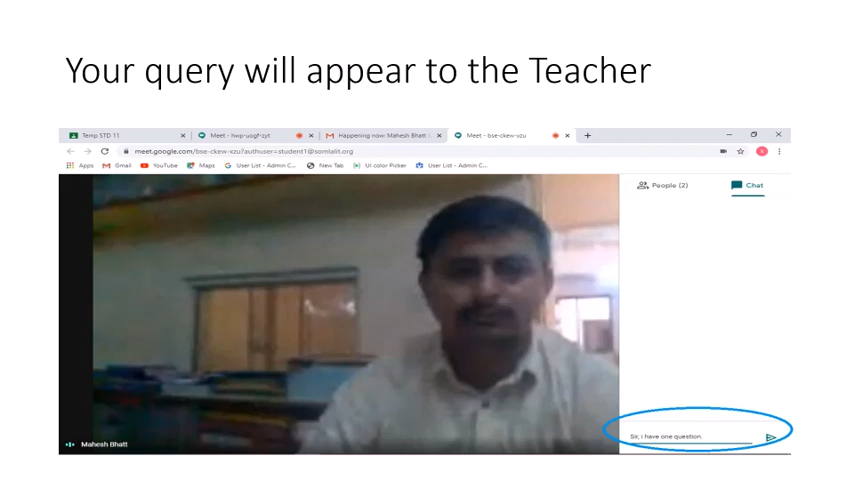 Your query will appear to the Teacher
Temp STD 11
Meet - hwp-uogf-zyt
Happening now: Mahesh Bhatt
Meet - bse-ckew-xzu
meet.google.com/bse-ckew-xzu?authuser=student1@somlalit.org
Apps Gmail YouTube Maps User List - Admin C... New Tab UI color Picker User List - Admin C...
People (2) Chat
Sir, i have one question.
Mahesh Bhatt